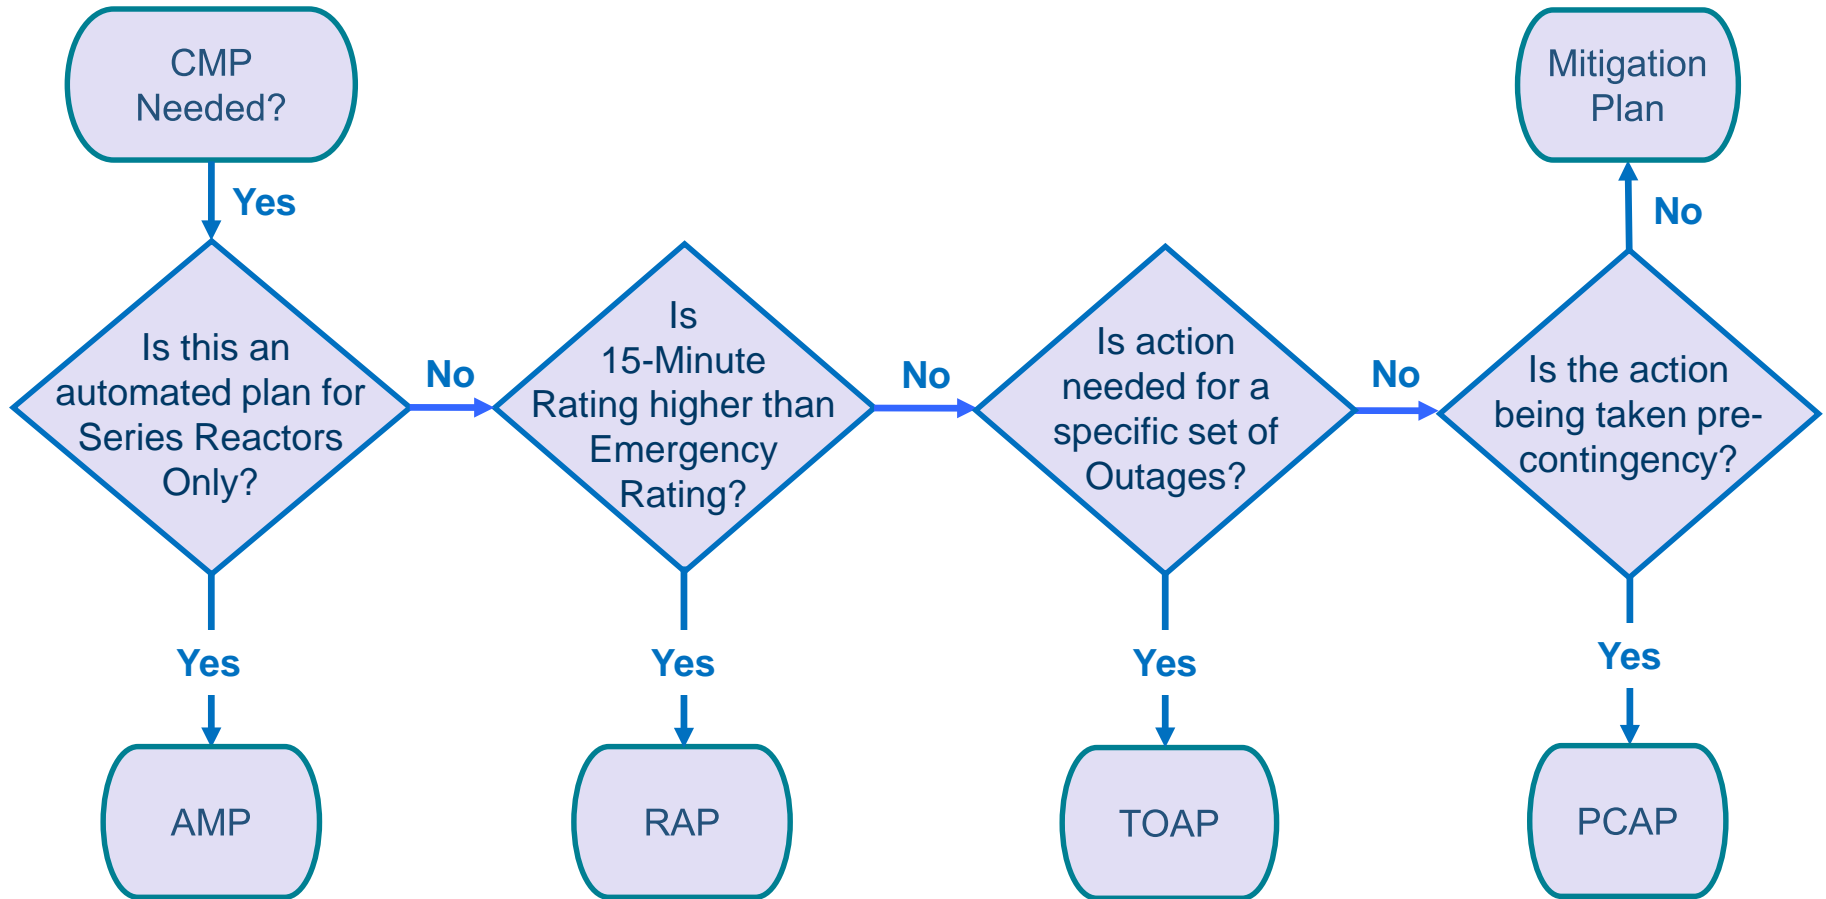 CMP
Needed?
Yes
Is this an
automated plan for
Series Reactors
Only?
No
Yes
AMP
Is
15-Minute
Rating higher than
Emergency
Rating?
No
Yes
RAP
Is action
needed for a
specific set of
Outages?
No
Yes
TOAP
Is the action
being taken pre-
contingency?
No
Mitigation
Plan
Yes
PCAP